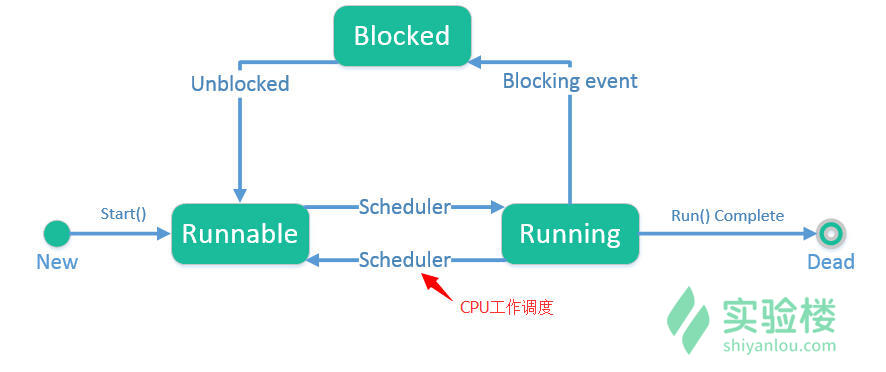 Blocked
Unblocked
Blocking event
Start()
Scheduler
Run() Complete
Runnable
Running
New
Scheduler
Dead
CPU工作调度
实验楼
shiyanlou.com